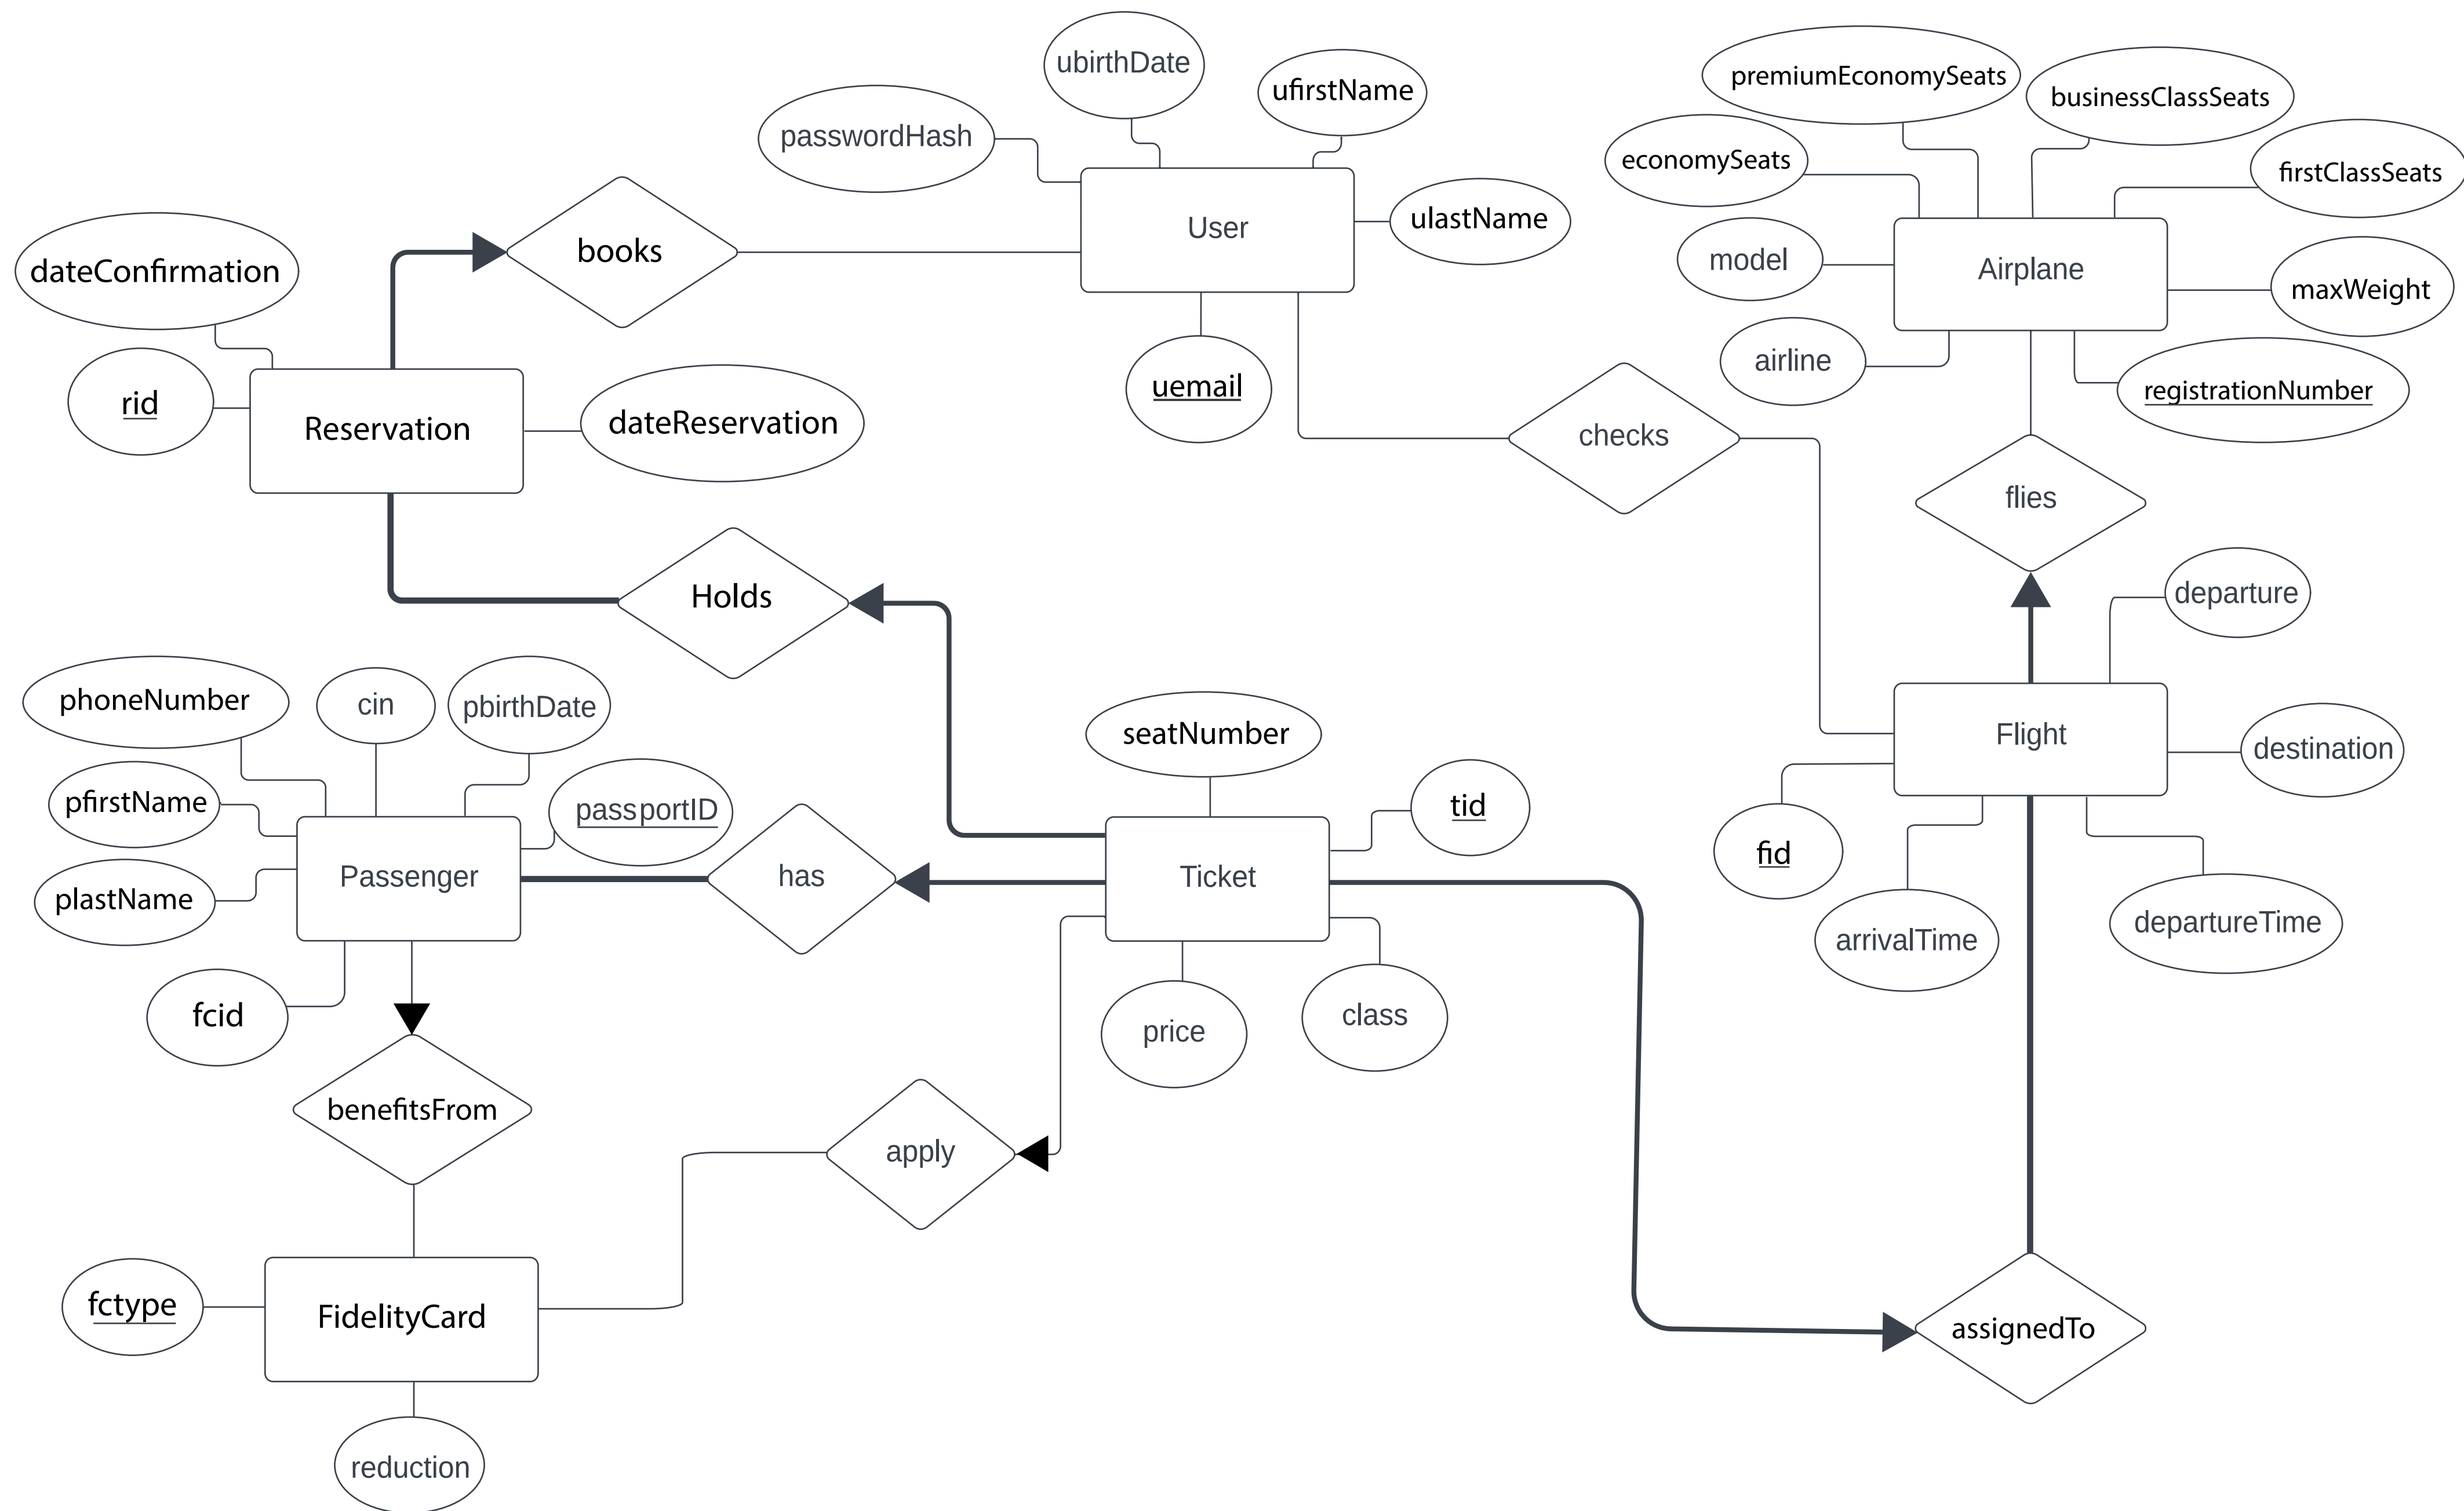 ubirthDate
ufirstName
passwordHash
User
ulastName
uemail
premiumEconomySeats
businessClassSeats
economySeats
firstClassSeats
model
Airplane
maxWeight
airline
registrationNumber
books
dateConfirmation
rid
Reservation
dateReservation
checks
flies
Holds
departure
phoneNumber
cin
pbirthDate
pfirstName
passportID
plastName
Passenger
has
fcid
seatNumber
tid
Ticket
price
class
Flight
destination
fid
arrivalTime
departureTime
benefitsFrom
apply
fctype
FidelityCard
assignedTo
reduction